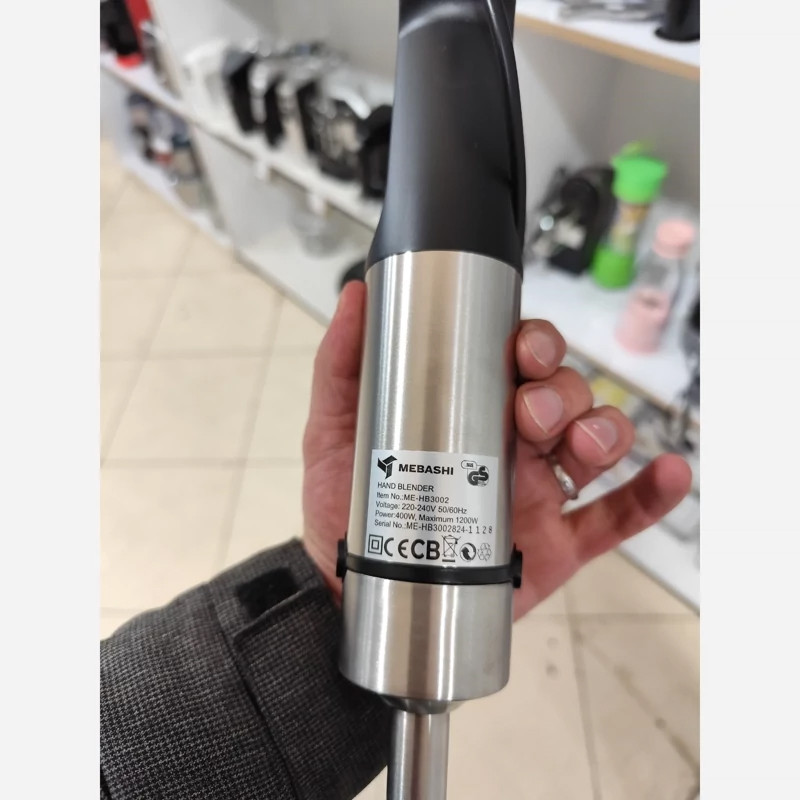 MEBASHI
HAND BLENDER
Item No.:ME-HB3002
Voltage: 220-240V 50/60Hz
Power:400W, Maximum 1200W
Serial No.:ME-HB3002824-1 1 2 8
CE CB